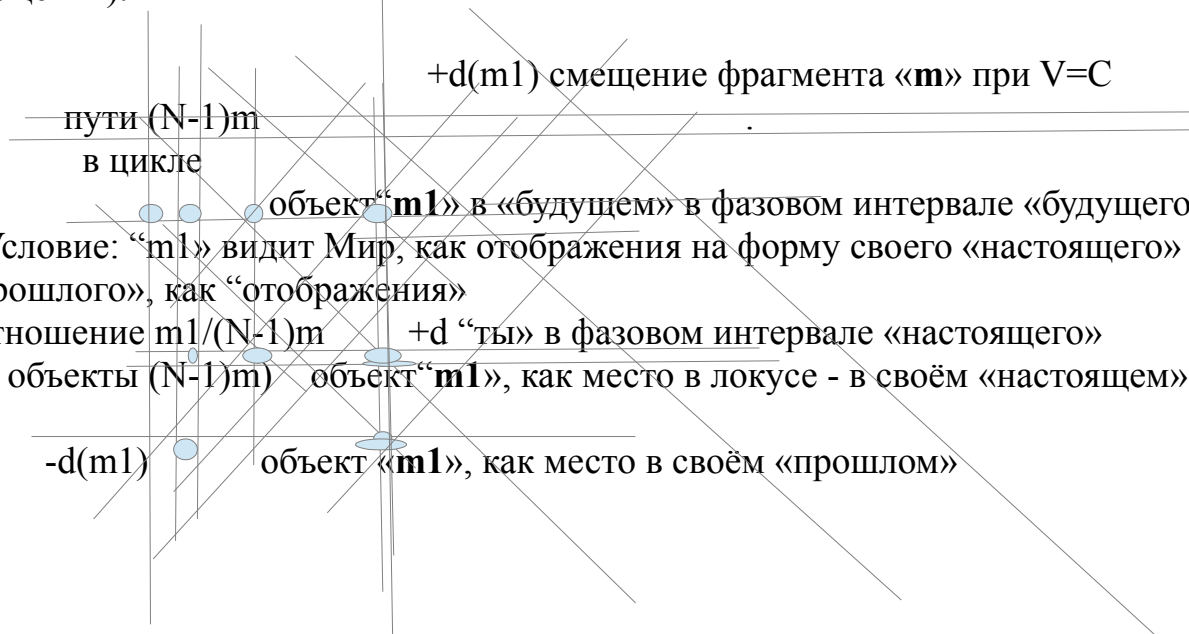 +d(m1) смещение фрагмента «m» при V=C
пути (N-1)m .
в цикле
объект“m1» в «будущем» в фазовом интервале «будущего
Условие: “m1» видит Мир, как отображения на форму своего «настоящего»
рошлого», как “отображения»
тношение m1/(N-1)m +d “ты» в фазовом интервале «настоящего»
объекты (N-1)m) объект“m1», как место в локусе - в своём «настоящем»
-d(m1) объект «m1», как место в своём «прошлом»